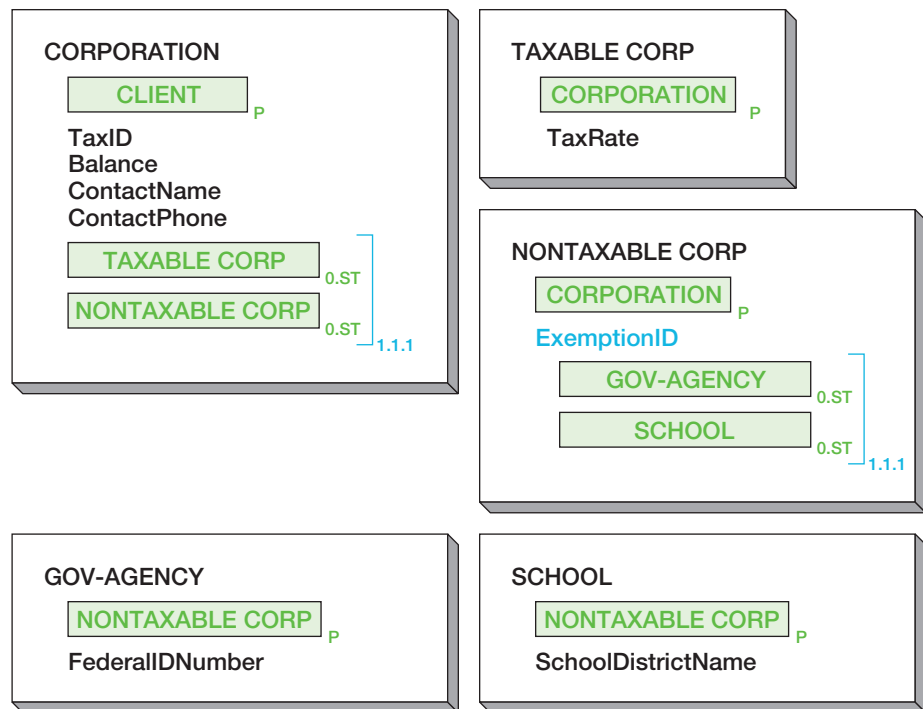 CORPORATION
CLIENT
P
TaxID
Balance
ContactName
ContactPhone
TAXABLE CORP
0.ST
NONTAXABLE CORP
0.ST
1.1.1
TAXABLE CORP
CORPORATION
P
TaxRate
NONTAXABLE CORP
CORPORATION
P
ExemptionID
GOV-AGENCY
0.ST
SCHOOL
0.ST
1.1.1
GOV-AGENCY
NONTAXABLE CORP
P
FederalIDNumber
SCHOOL
NONTAXABLE CORP
P
SchoolDistrictName